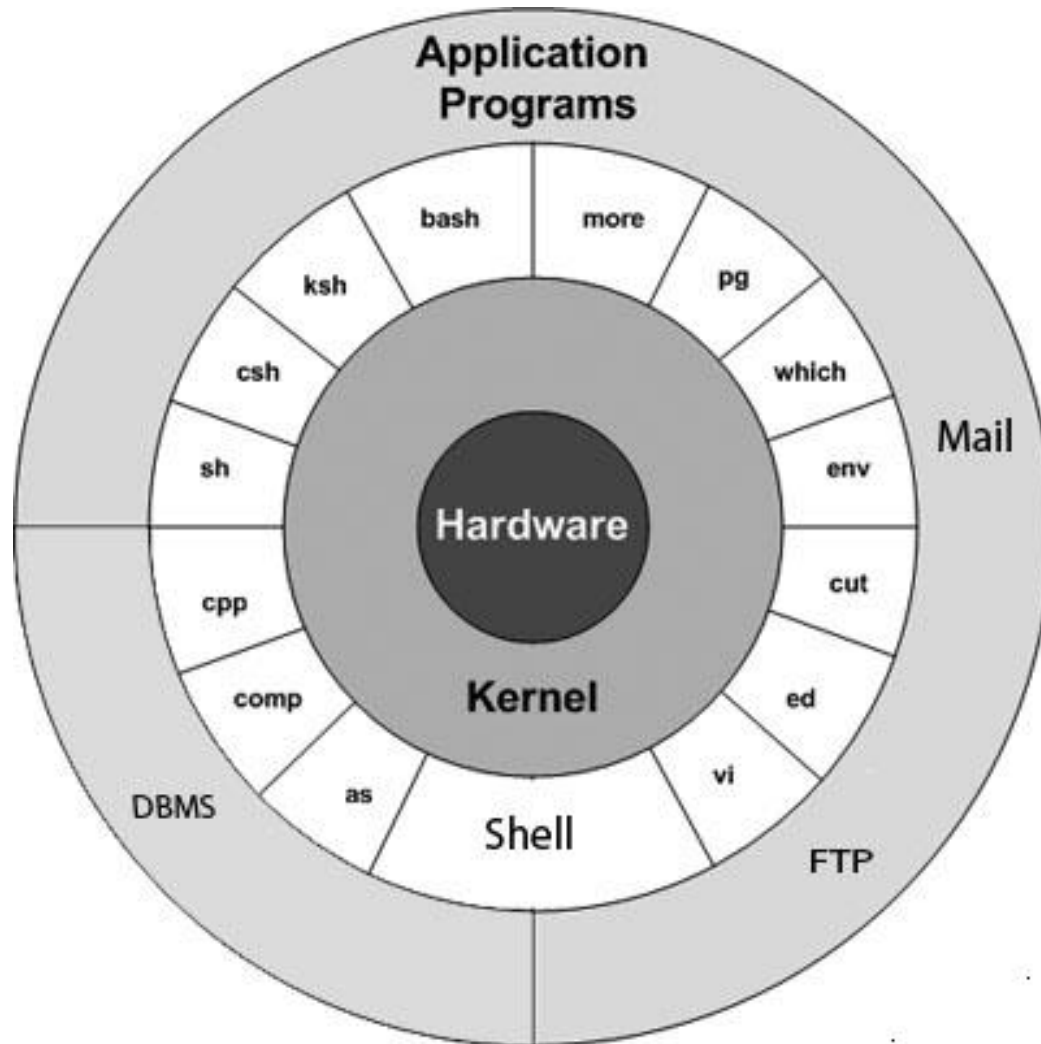 Application
Programs
bash
more
ksh
pg
csh
which
Mail
sh
env
Hardware
cpp
cut
comp
Kernel
ed
DBMS
as
Shell
vi
FTP